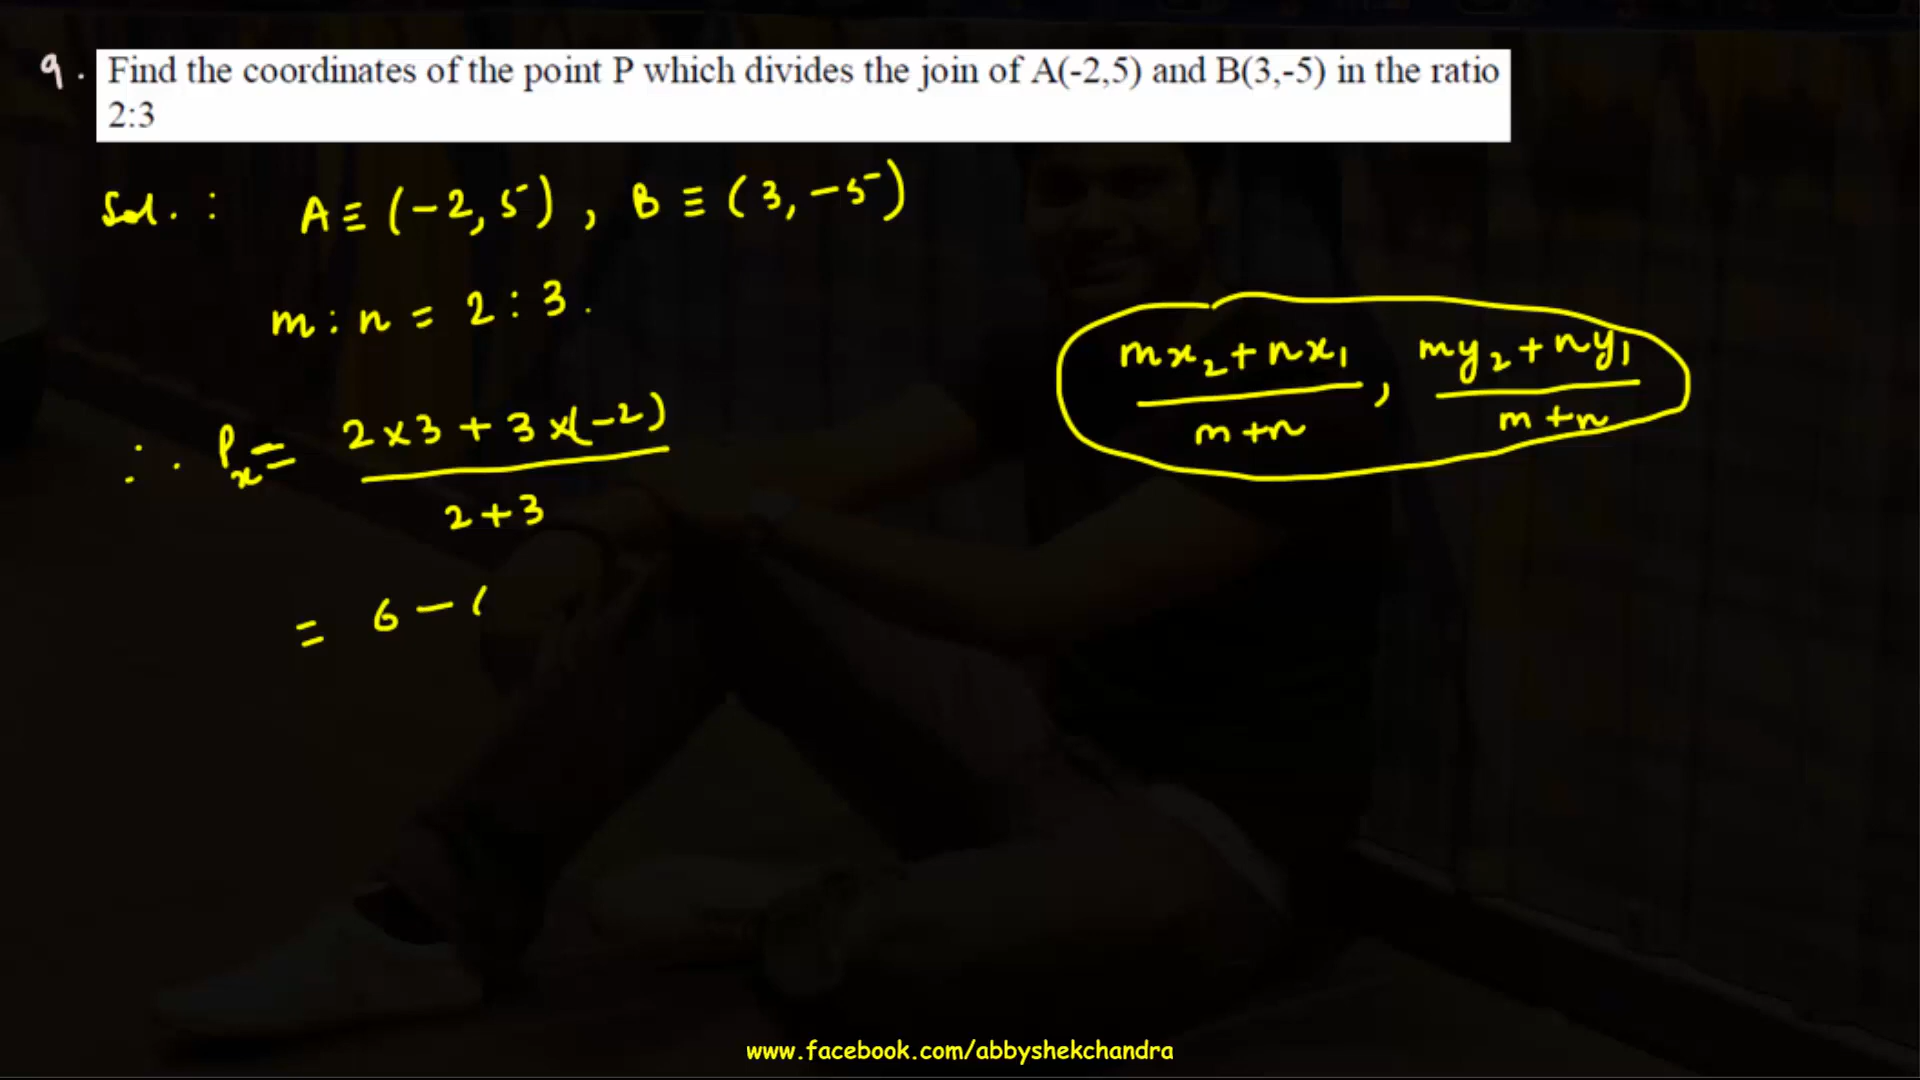 9. Find the coordinates of the point P which divides the join of A(-2,5) and B(3,-5) in the ratio
2:3
Sol. : A ≡ (-2, 5), B ≡ (3, -5)
m : n = 2 : 3.
mx₂+nx₁ / m+n , my₂+ny₁ / m+n
∴ Pₓ = 2×3 + 3×(-2) / 2+3
= 6 - (
www.facebook.com/abbyshekchandra